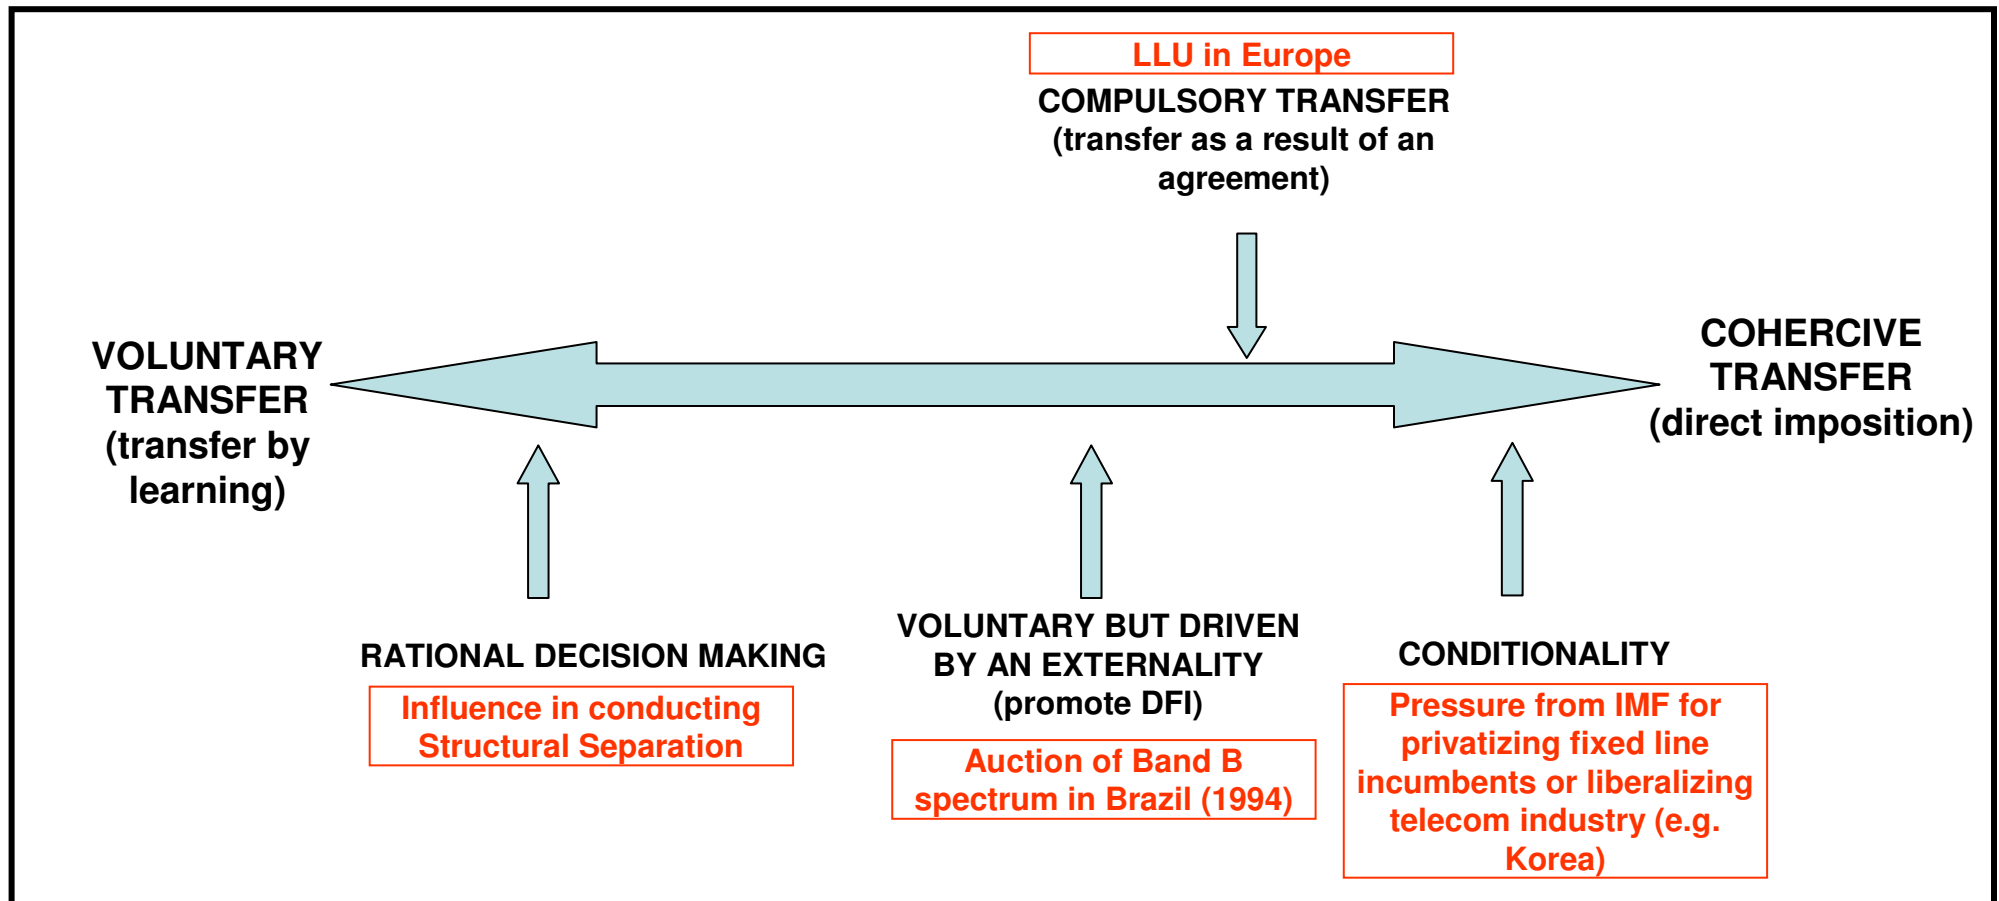 LLU in Europe
COMPULSORY TRANSFER
(transfer as a result of an
agreement)
VOLUNTARY
TRANSFER
(transfer by
learning)
COHERCIVE
TRANSFER
(direct imposition)
RATIONAL DECISION MAKING
Influence in conducting
Structural Separation
VOLUNTARY BUT DRIVEN
BY AN EXTERNALITY
(promote DFI)
Auction of Band B
spectrum in Brazil (1994)
CONDITIONALITY
Pressure from IMF for
privatizing fixed line
incumbents or liberalizing
telecom industry (e.g.
Korea)